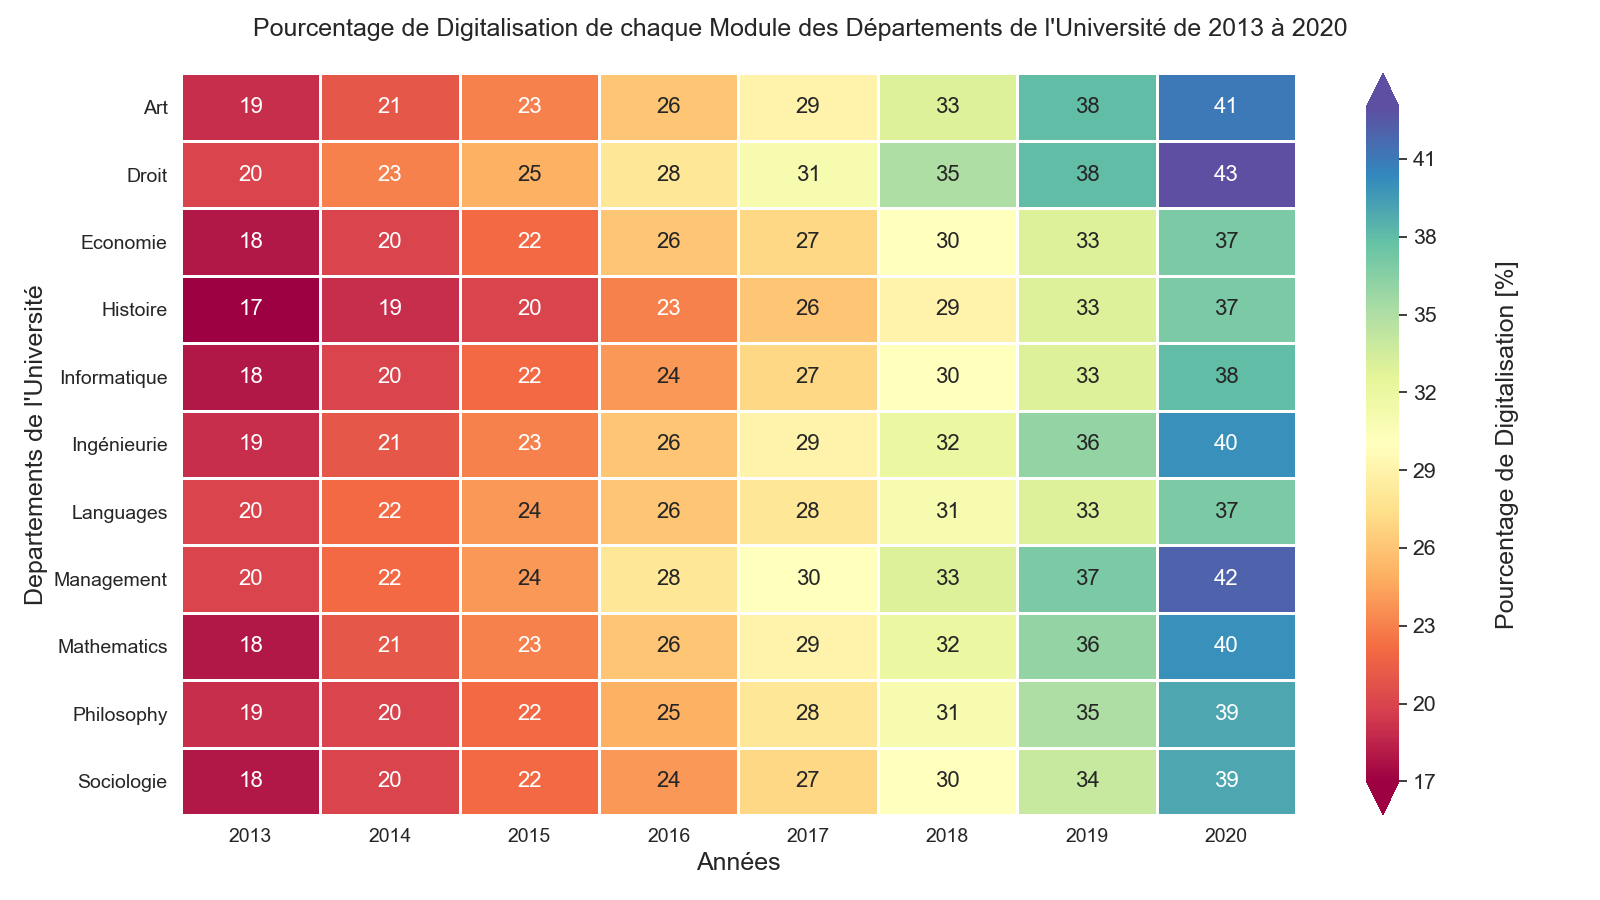 Pourcentage de Digitalisation de chaque Module des Départements de l'Université de 2013 à 2020
Departements de l'Université
Art 19 21 23 26 29 33 38 41
Droit 20 23 25 28 31 35 38 43
Economie 18 20 22 26 27 30 33 37
Histoire 17 19 20 23 26 29 33 37
Informatique 18 20 22 24 27 30 33 38
Ingénieurie 19 21 23 26 29 32 36 40
Languages 20 22 24 26 28 31 33 37
Management 20 22 24 28 30 33 37 42
Mathematics 18 21 23 26 29 32 36 40
Philosophy 19 20 22 25 28 31 35 39
Sociologie 18 20 22 24 27 30 34 39
2013 2014 2015 2016 2017 2018 2019 2020
Années
41
38
35
32
29
26
23
20
17
Pourcentage de Digitalisation [%]